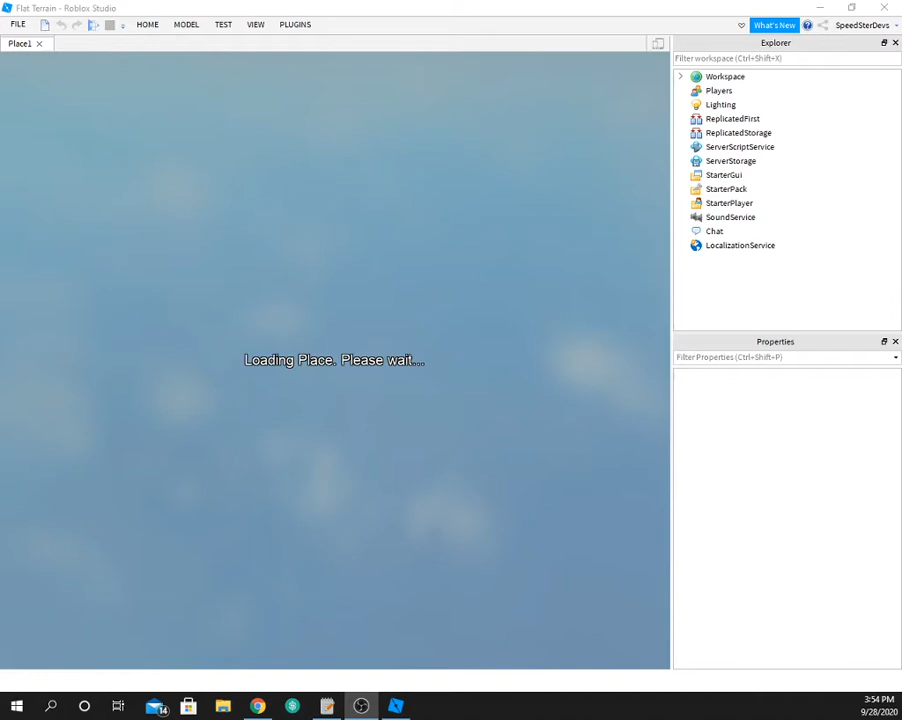 Flat Terrain - Roblox Studio
FILE HOME MODEL TEST VIEW PLUGINS What's New SpeedSterDevs
Place1
Loading Place. Please wait...
Explorer
Filter workspace (Ctrl+Shift+X)
Workspace
Players
Lighting
ReplicatedFirst
ReplicatedStorage
ServerScriptService
ServerStorage
StarterGui
StarterPack
StarterPlayer
SoundService
Chat
LocalizationService
Properties
Filter Properties (Ctrl+Shift+P)
14
3:54 PM
9/28/2020